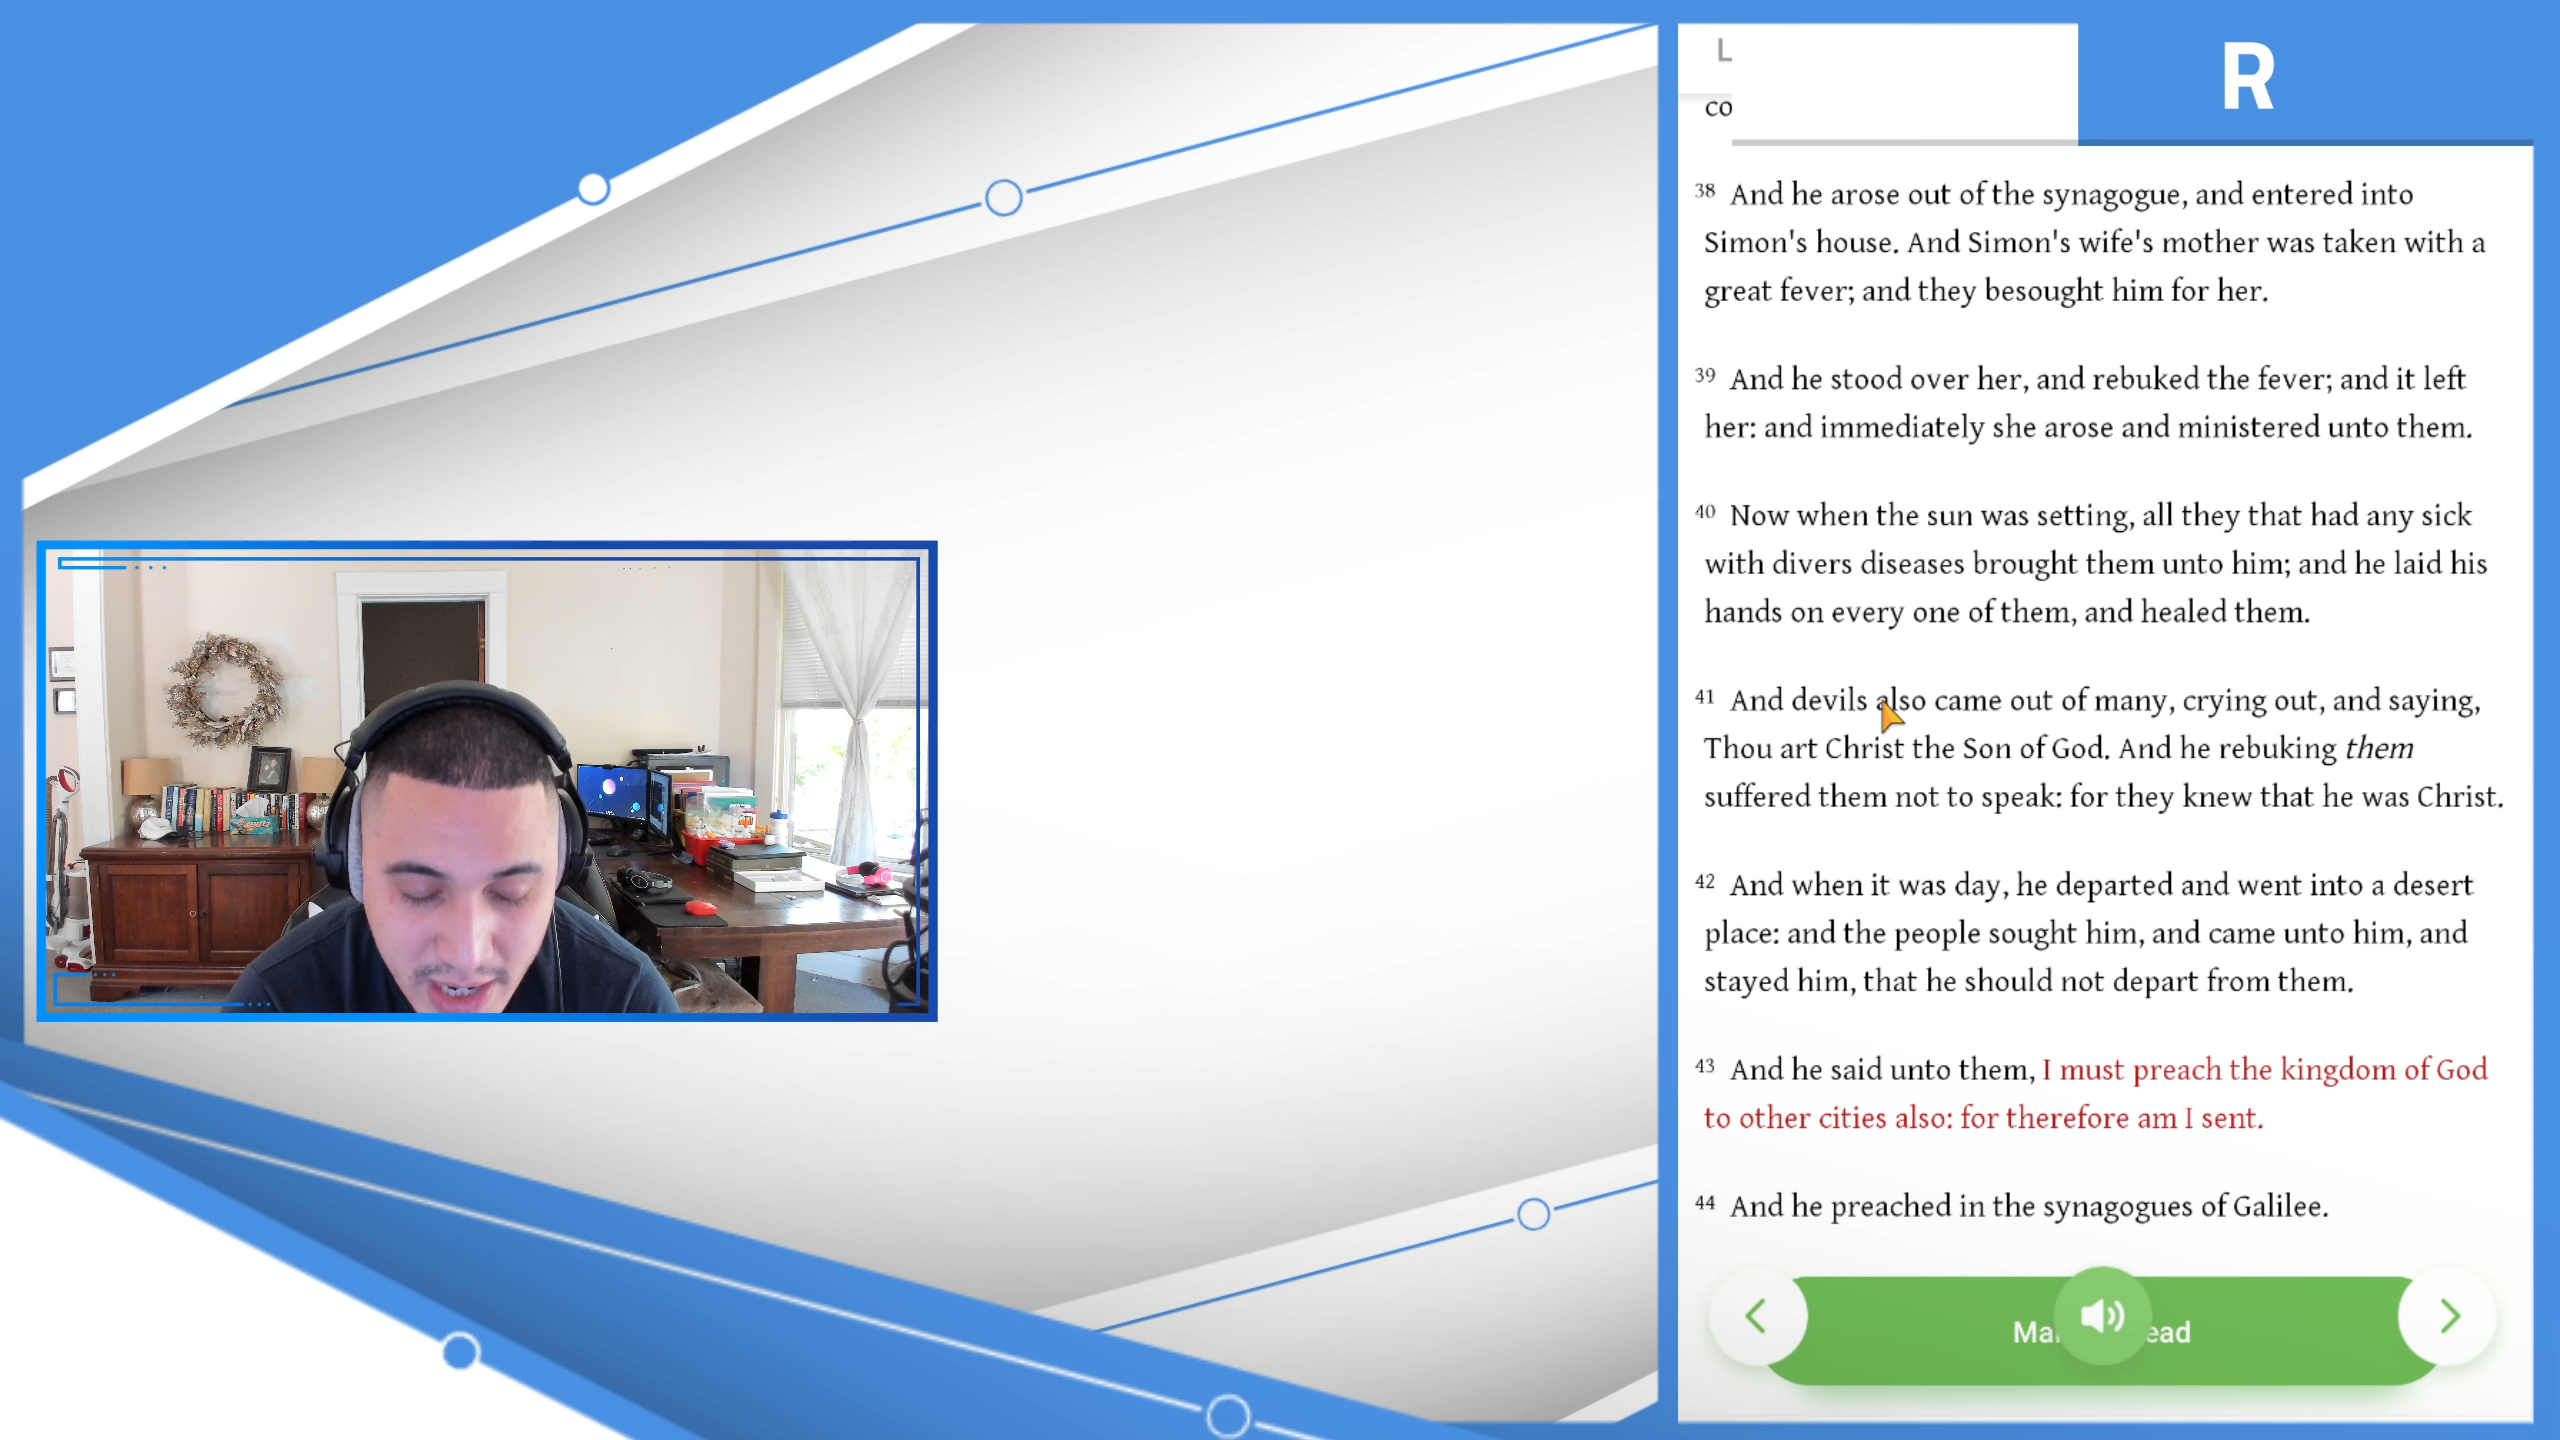 L
R
co
38 And he arose out of the synagogue, and entered into
Simon's house. And Simon's wife's mother was taken with a
great fever; and they besought him for her.
39 And he stood over her, and rebuked the fever; and it left
her: and immediately she arose and ministered unto them.
40 Now when the sun was setting, all they that had any sick
with divers diseases brought them unto him; and he laid his
hands on every one of them, and healed them.
41 And devils also came out of many, crying out, and saying,
Thou art Christ the Son of God. And he rebuking them
suffered them not to speak: for they knew that he was Christ.
42 And when it was day, he departed and went into a desert
place: and the people sought him, and came unto him, and
stayed him, that he should not depart from them.
43 And he said unto them, I must preach the kingdom of God
to other cities also: for therefore am I sent.
44 And he preached in the synagogues of Galilee.
Ma ead